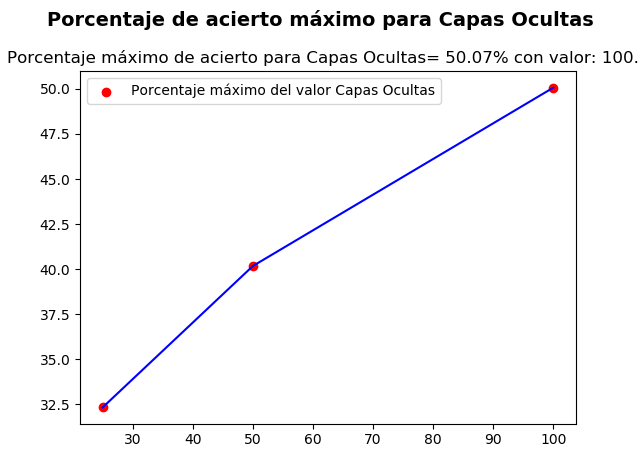 Porcentaje de acierto máximo para Capas Ocultas
Porcentaje máximo de acierto para Capas Ocultas= 50.07% con valor: 100.
Porcentaje máximo del valor Capas Ocultas
50.0
47.5
45.0
42.5
40.0
37.5
35.0
32.5
30 40 50 60 70 80 90 100